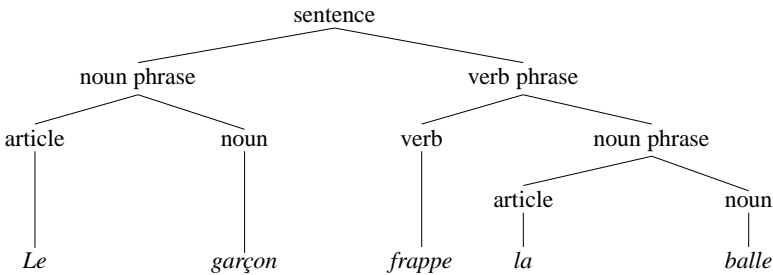 sentence
noun phrase verb phrase
article noun verb noun phrase
article noun
Le garçon frappe la balle